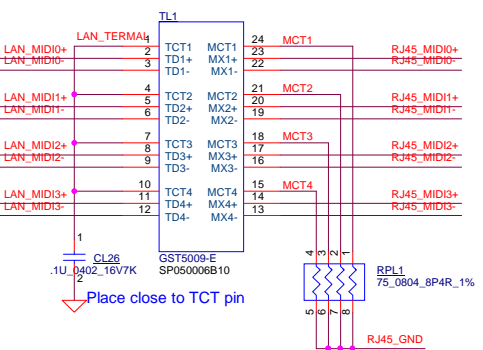 TL1
LAN_TERMAL 1 TCT1 MCT1 24 MCT1
LAN_MIDI0+ 2 TD1+ MX1+ 23 RJ45_MIDI0+
LAN_MIDI0- 3 TD1- MX1- 22 RJ45_MIDI0-
4 TCT2 MCT2 21 MCT2
LAN_MIDI1+ 5 TD2+ MX2+ 20 RJ45_MIDI1+
LAN_MIDI1- 6 TD2- MX2- 19 RJ45_MIDI1-
7 TCT3 MCT3 18 MCT3
LAN_MIDI2+ 8 TD3+ MX3+ 17 RJ45_MIDI2+
LAN_MIDI2- 9 TD3- MX3- 16 RJ45_MIDI2-
10 TCT4 MCT4 15 MCT4
LAN_MIDI3+ 11 TD4+ MX4+ 14 RJ45_MIDI3+
LAN_MIDI3- 12 TD4- MX4- 13 RJ45_MIDI3-
GST5009-E
SP050006B10
1
CL26
.1U_0402_16V7K
2
Place close to TCT pin
4 3 2 1
RPL1
75_0804_8P4R_1%
5 6 7 8
RJ45_GND